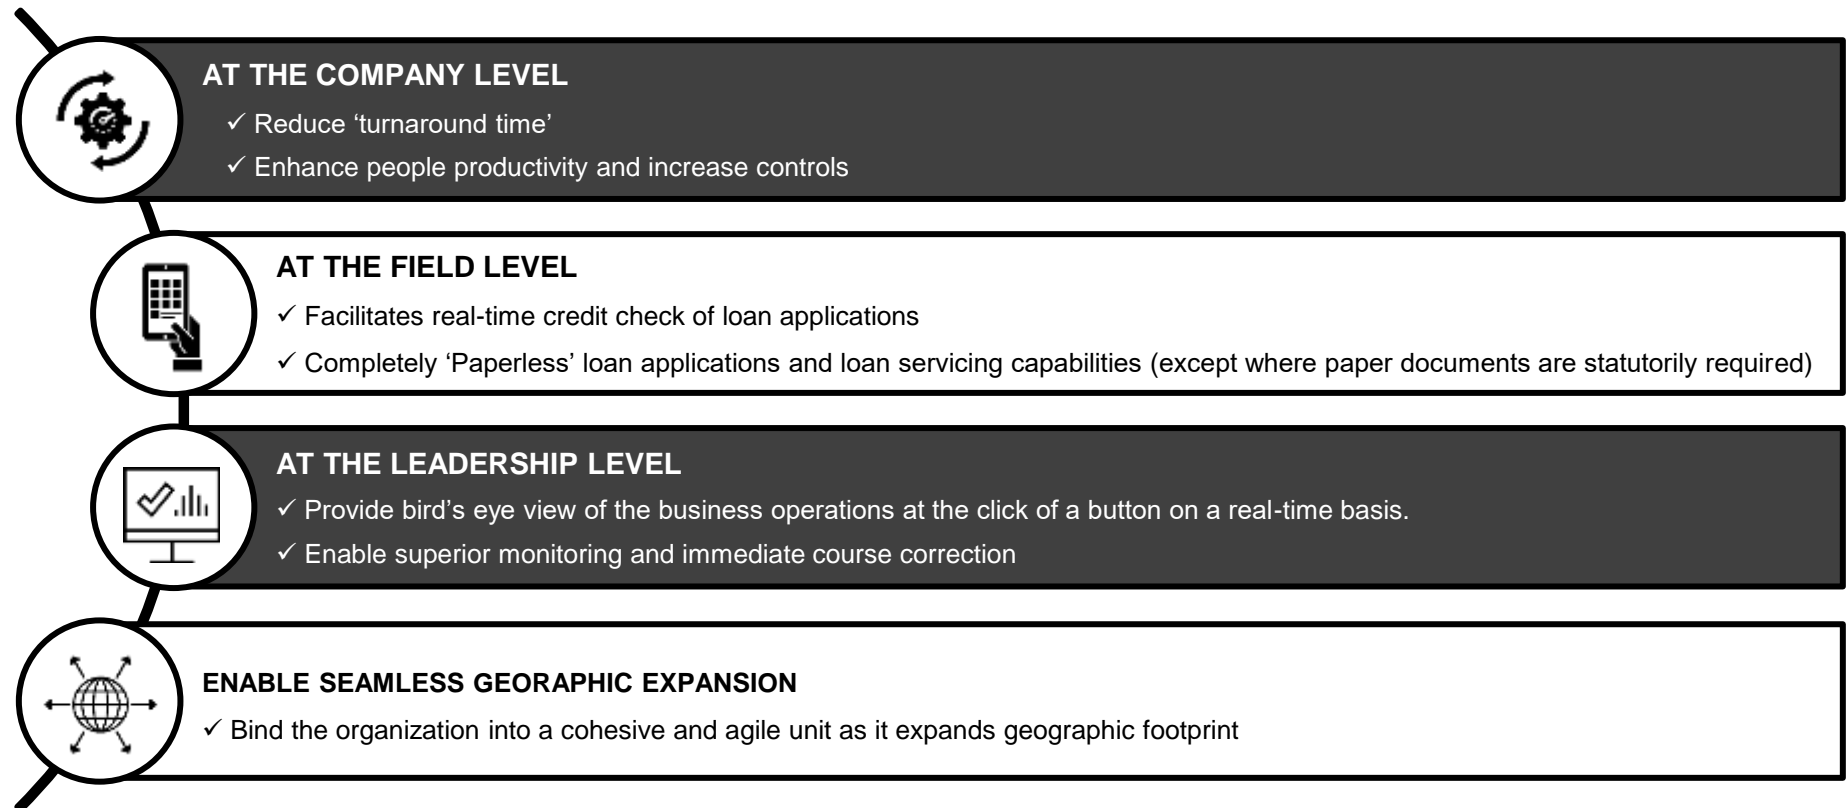 AT THE COMPANY LEVEL
✓ Reduce ‘turnaround time’
✓ Enhance people productivity and increase controls
AT THE FIELD LEVEL
✓ Facilitates real-time credit check of loan applications
✓ Completely ‘Paperless’ loan applications and loan servicing capabilities (except where paper documents are statutorily required)
AT THE LEADERSHIP LEVEL
✓ Provide bird’s eye view of the business operations at the click of a button on a real-time basis.
✓ Enable superior monitoring and immediate course correction
ENABLE SEAMLESS GEORAPHIC EXPANSION
✓ Bind the organization into a cohesive and agile unit as it expands geographic footprint